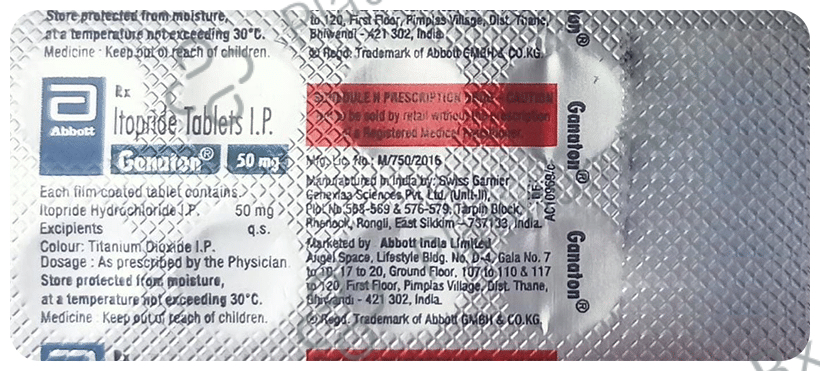 Store protected from moisture,
at a temperature not exceeding 30°C.
Medicine : Keep out of reach of children.
Abbott
Rx
Itopride Tablets I.P.
Ganaton® 50 mg
Each film coated tablet contains.
Itopride Hydrochloride I.P. 50 mg
Excipients q.s.
Colour: Titanium Dioxide I.P.
Dosage : As prescribed by the Physician.
Store protected from moisture,
at a temperature not exceeding 30°C.
Medicine : Keep out of reach of children.
Rx
to 120, First Floor, Pimplas Village, Dist. Thane,
Bhiwandi - 421 302, India.
® Regd. Trademark of Abbott GMBH & CO.KG.
SCHEDULE H PRESCRIPTION DRUG - CAUTION
Not to be sold by retail without the prescription
of a Registered Medical Practitioner.
Mfg. Lic. No.: M/750/2016
Manufactured in India by: Swiss Garnier
Genexiaa Sciences Pvt. Ltd. (Unit-II),
Plot No 568-569 & 576-579, Tarpin Block,
Rhenock, Rongli, East Sikkim - 737133, India.
Marketed by : Abbott India Limited
Angel Space, Lifestyle Bldg. No. D-4, Gala No. 7
to 10, 17 to 20, Ground Floor, 107 to 110 & 117
to 120, First Floor, Pimplas Village, Dist. Thane,
Bhiwandi - 421 302, India.
® Regd. Trademark of Abbott GMBH & CO.KG.
Ganaton®
Ganaton®